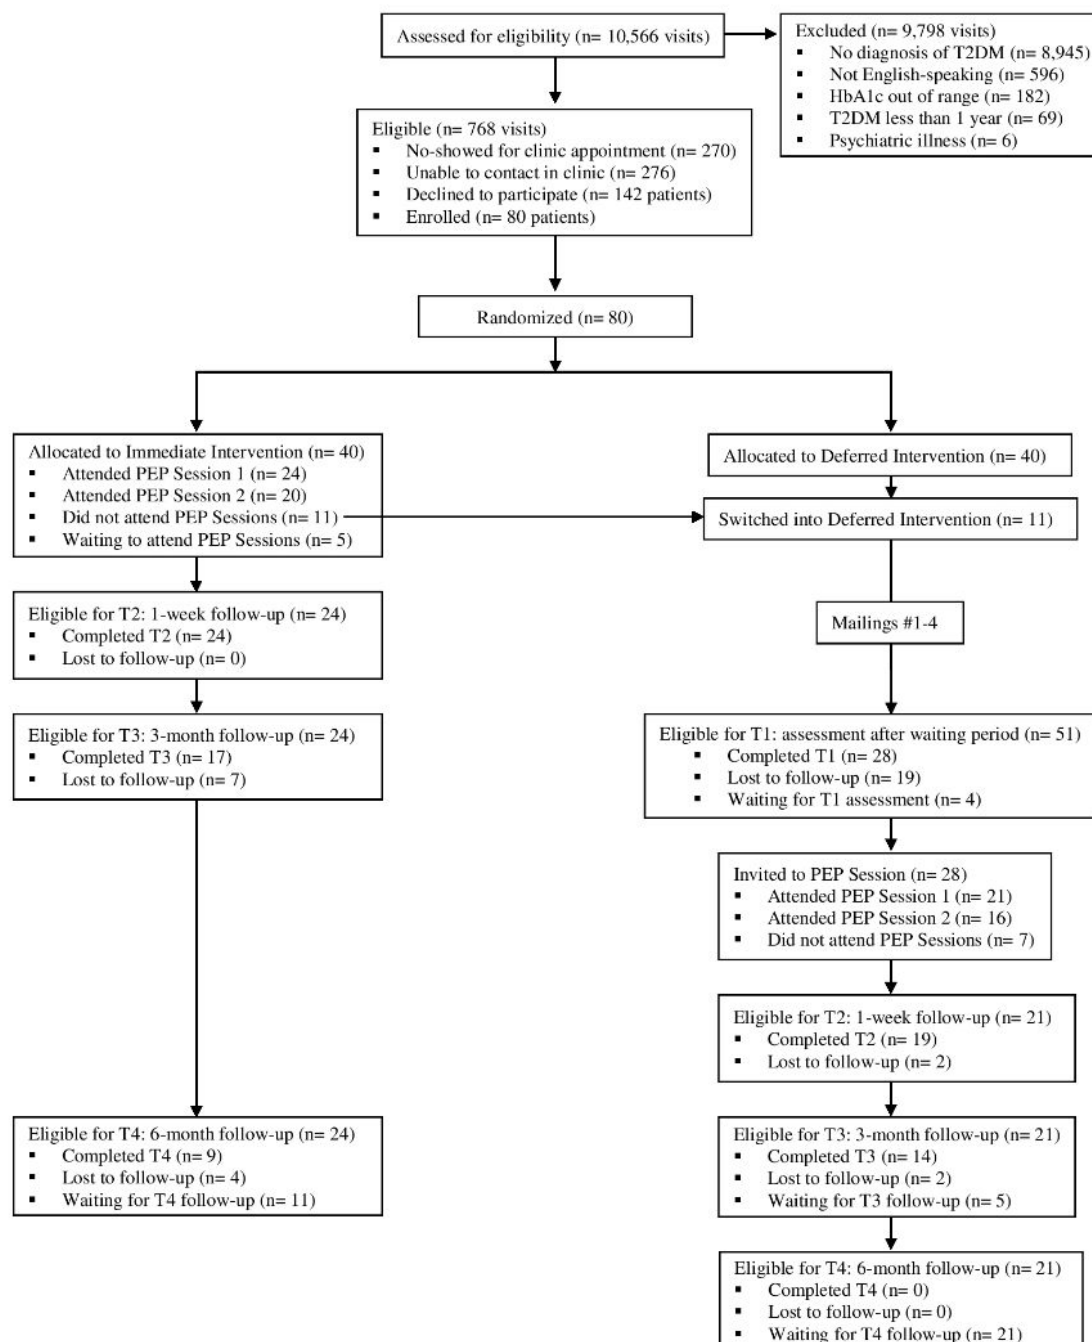 Assessed for eligibility (n= 10,566 visits)
Excluded (n= 9,798 visits)
▪ No diagnosis of T2DM (n= 8,945)
▪ Not English-speaking (n= 596)
▪ HbA1c out of range (n= 182)
▪ T2DM less than 1 year (n= 69)
▪ Psychiatric illness (n= 6)
Eligible (n= 768 visits)
▪ No-showed for clinic appointment (n= 270)
▪ Unable to contact in clinic (n= 276)
▪ Declined to participate (n= 142 patients)
▪ Enrolled (n= 80 patients)
Randomized (n= 80)
Allocated to Immediate Intervention (n= 40)
▪ Attended PEP Session 1 (n= 24)
▪ Attended PEP Session 2 (n= 20)
▪ Did not attend PEP Sessions (n= 11)
▪ Waiting to attend PEP Sessions (n= 5)
Allocated to Deferred Intervention (n= 40)
Switched into Deferred Intervention (n= 11)
Eligible for T2: 1-week follow-up (n= 24)
▪ Completed T2 (n= 24)
▪ Lost to follow-up (n= 0)
Mailings #1-4
Eligible for T3: 3-month follow-up (n= 24)
▪ Completed T3 (n= 17)
▪ Lost to follow-up (n= 7)
Eligible for T1: assessment after waiting period (n= 51)
▪ Completed T1 (n= 28)
▪ Lost to follow-up (n= 19)
▪ Waiting for T1 assessment (n= 4)
Invited to PEP Session (n= 28)
▪ Attended PEP Session 1 (n= 21)
▪ Attended PEP Session 2 (n= 16)
▪ Did not attend PEP Sessions (n= 7)
Eligible for T2: 1-week follow-up (n= 21)
▪ Completed T2 (n= 19)
▪ Lost to follow-up (n= 2)
Eligible for T4: 6-month follow-up (n= 24)
▪ Completed T4 (n= 9)
▪ Lost to follow-up (n= 4)
▪ Waiting for T4 follow-up (n= 11)
Eligible for T3: 3-month follow-up (n= 21)
▪ Completed T3 (n= 14)
▪ Lost to follow-up (n= 2)
▪ Waiting for T3 follow-up (n= 5)
Eligible for T4: 6-month follow-up (n= 21)
▪ Completed T4 (n= 0)
▪ Lost to follow-up (n= 0)
▪ Waiting for T4 follow-up (n= 21)